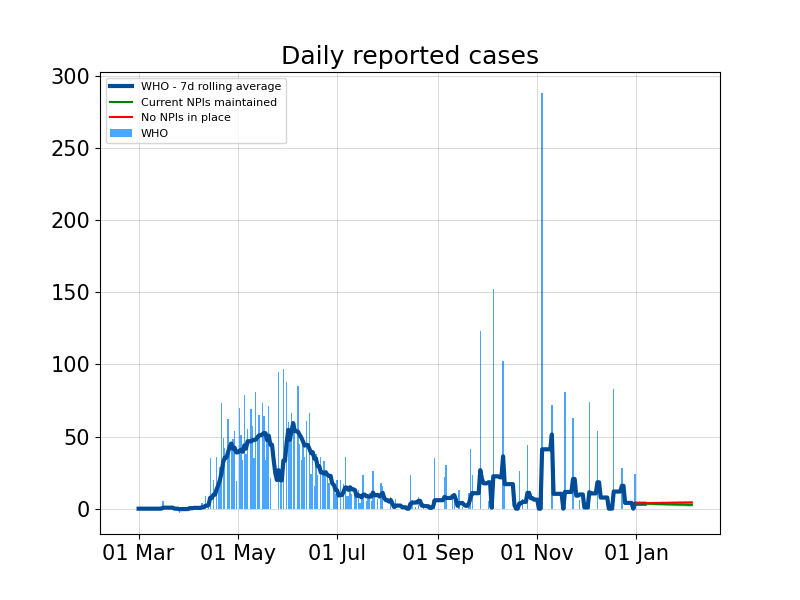 Daily reported cases
300
250
200
150
100
50
0
WHO - 7d rolling average
Current NPIs maintained
No NPIs in place
WHO
01 Mar 01 May 01 Jul 01 Sep 01 Nov 01 Jan